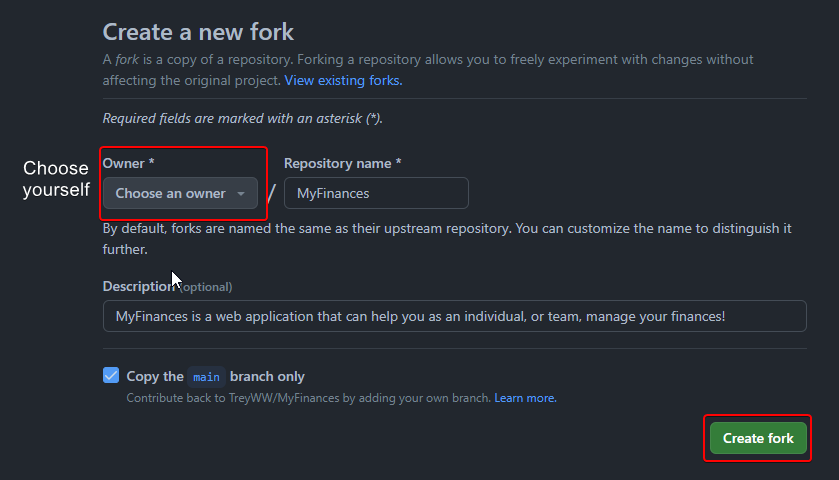 Create a new fork
A fork is a copy of a repository. Forking a repository allows you to freely experiment with changes without
affecting the original project. View existing forks.
Required fields are marked with an asterisk (*).
Choose
yourself
Owner *
Choose an owner
/
Repository name *
MyFinances
By default, forks are named the same as their upstream repository. You can customize the name to distinguish it
further.
Description (optional)
MyFinances is a web application that can help you as an individual, or team, manage your finances!
Copy the main branch only
Contribute back to TreyWW/MyFinances by adding your own branch. Learn more.
Create fork